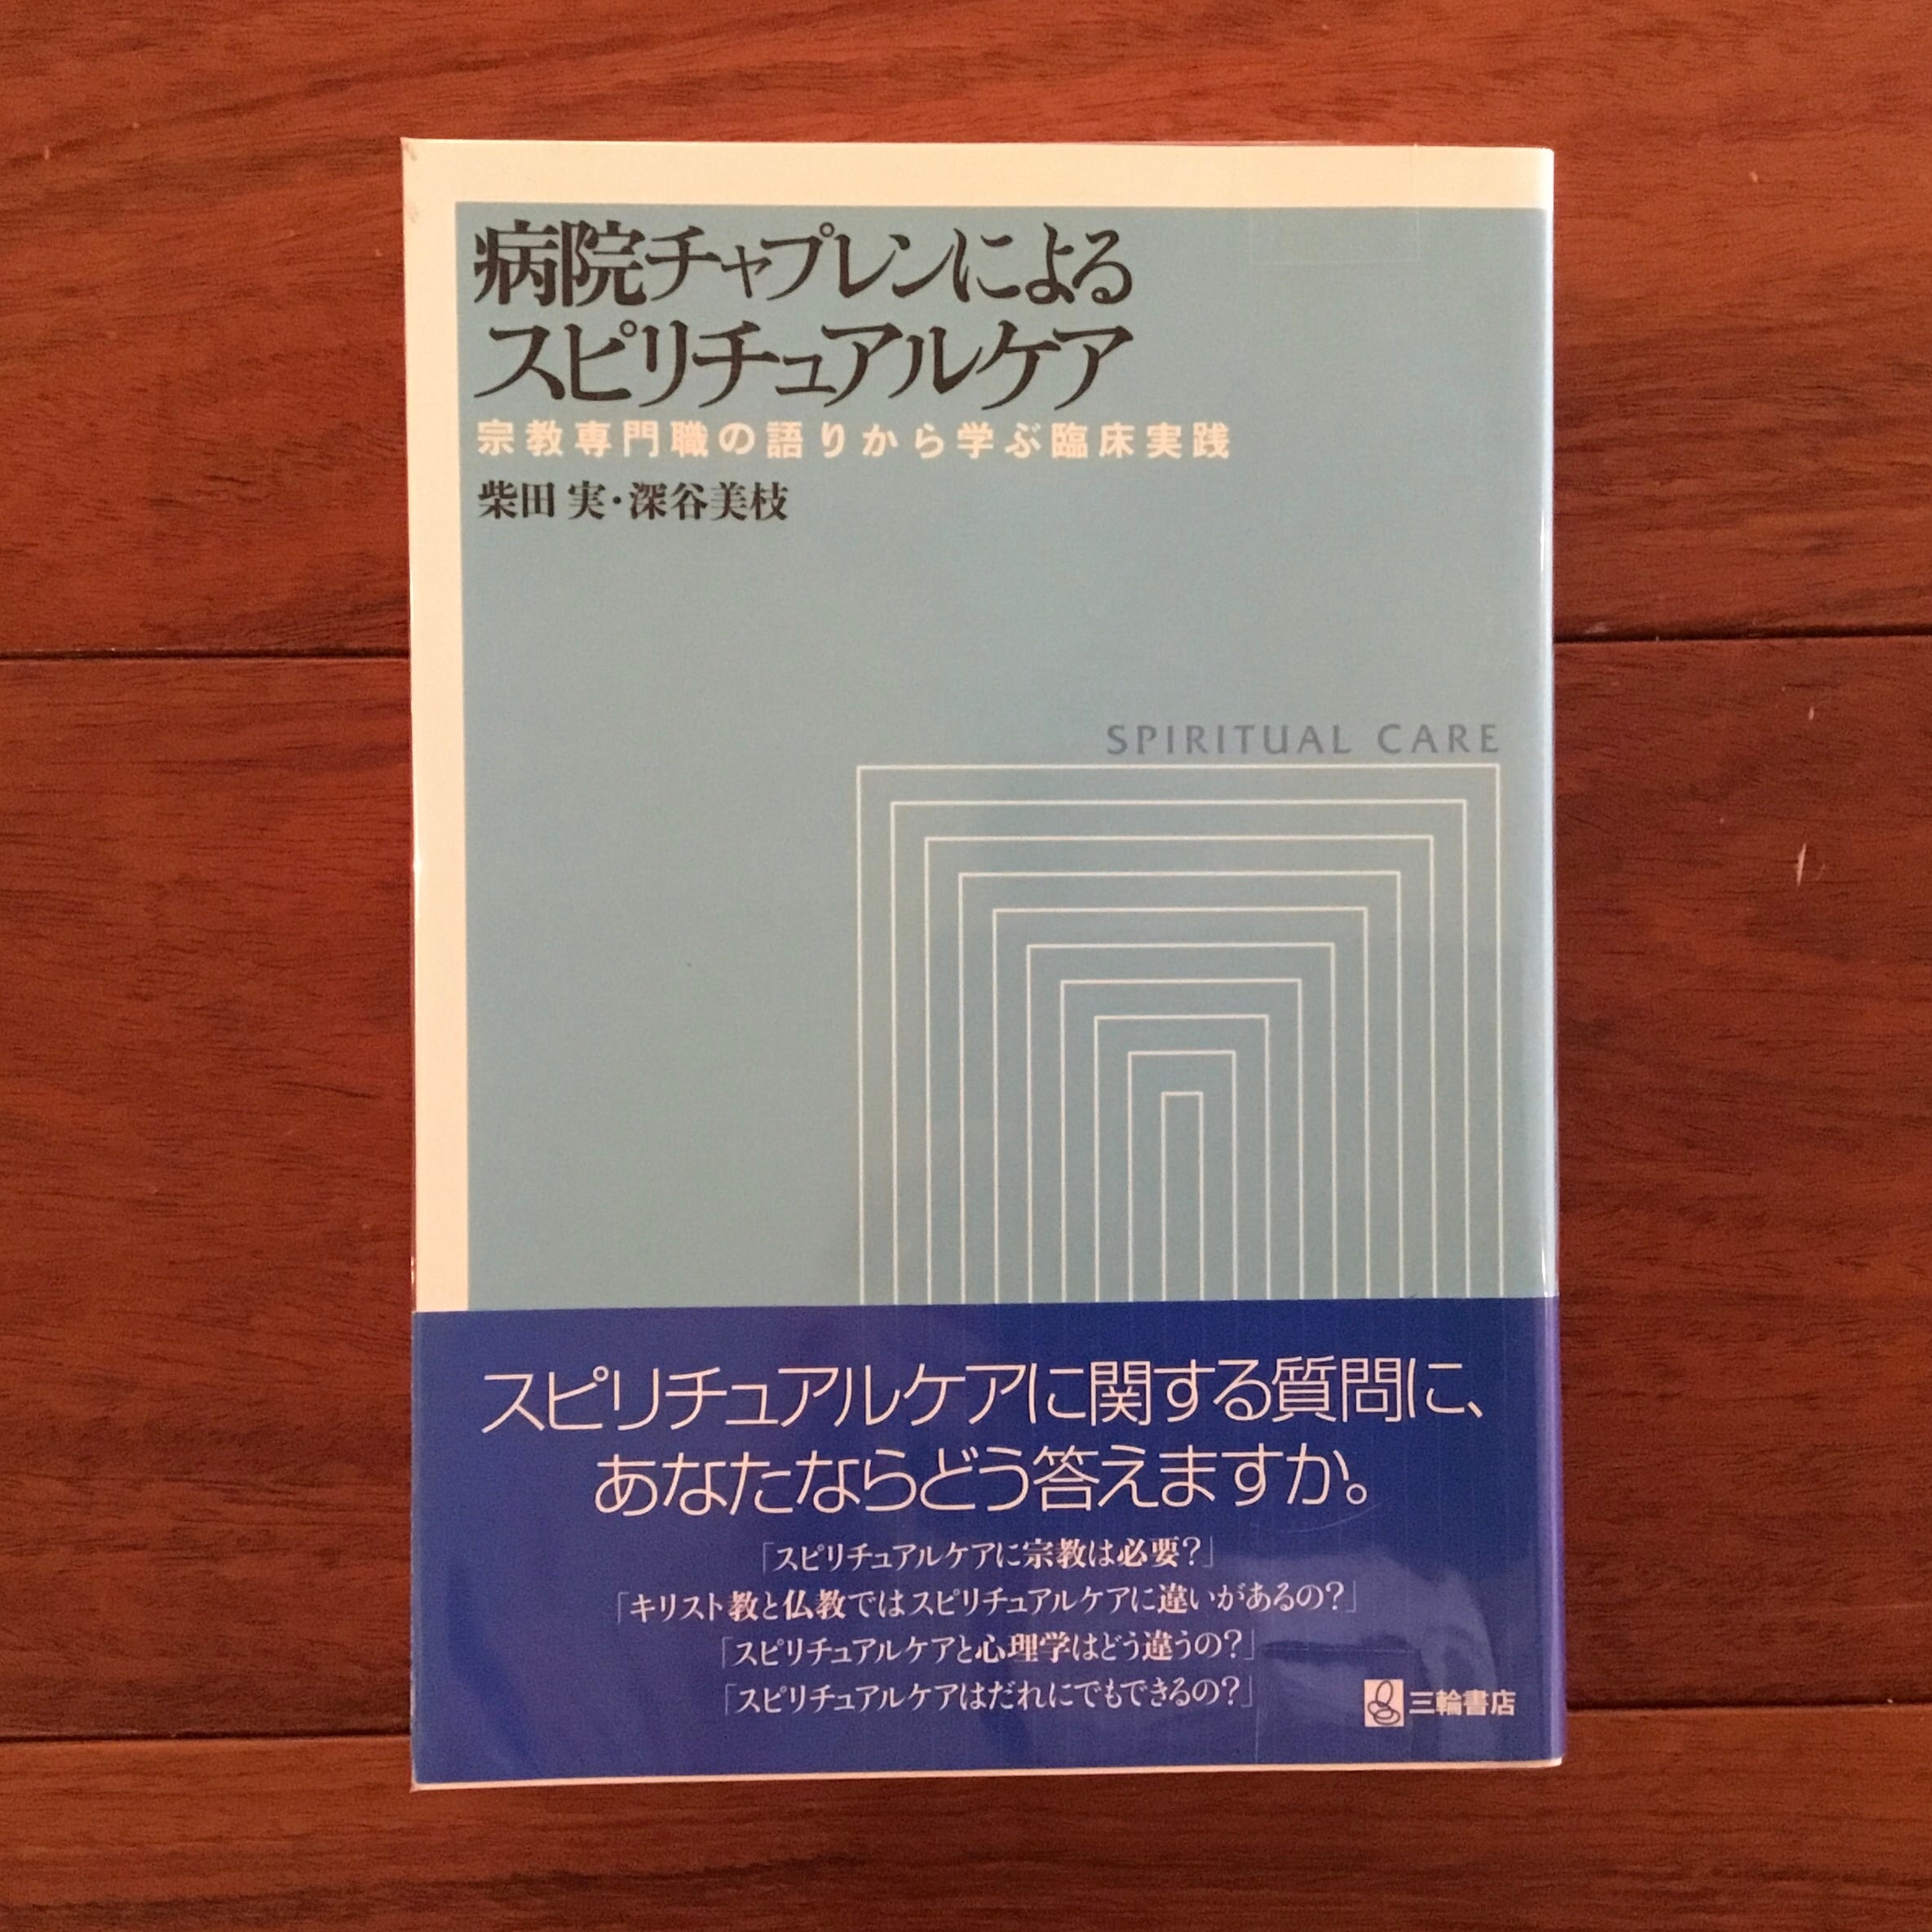 病院チャプレンによる
スピリチュアルケア
宗教専門職の語りから学ぶ臨床実践
柴田 実・深谷美枝
SPIRITUAL CARE
スピリチュアルケアに関する質問に、
あなたならどう答えますか。
「スピリチュアルケアに宗教は必要?」
「キリスト教と仏教ではスピリチュアルケアに違いがあるの?」
「スピリチュアルケアと心理学はどう違うの?」
「スピリチュアルケアはだれにでもできるの?」
三輪書店